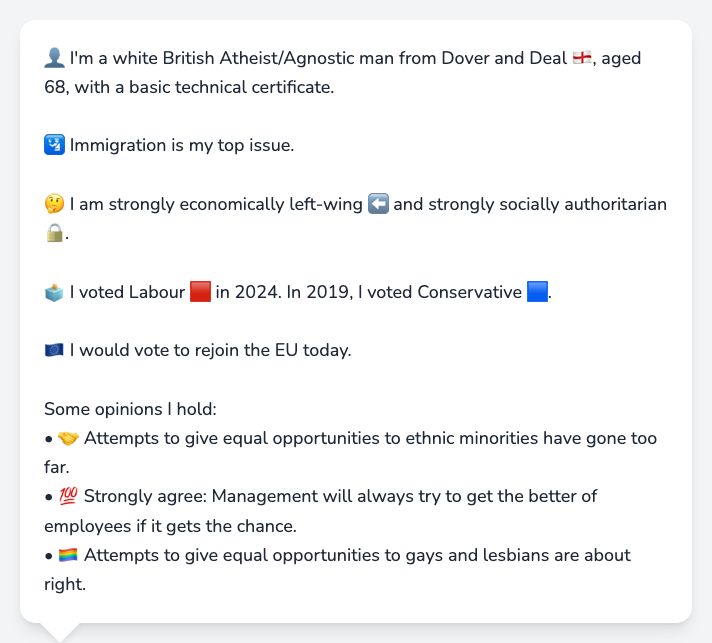 👤 I'm a white British Atheist/Agnostic man from Dover and Deal 🏴󠁧󠁢󠁥󠁮󠁧󠁿, aged
68, with a basic technical certificate.
🛂 Immigration is my top issue.
🤔 I am strongly economically left-wing ⬅️ and strongly socially authoritarian
🔒.
🗳️ I voted Labour 🟥 in 2024. In 2019, I voted Conservative 🟦.
🇪🇺 I would vote to rejoin the EU today.
Some opinions I hold:
• 🤝 Attempts to give equal opportunities to ethnic minorities have gone too
far.
• 💯 Strongly agree: Management will always try to get the better of
employees if it gets the chance.
• 🏳️‍🌈 Attempts to give equal opportunities to gays and lesbians are about
right.